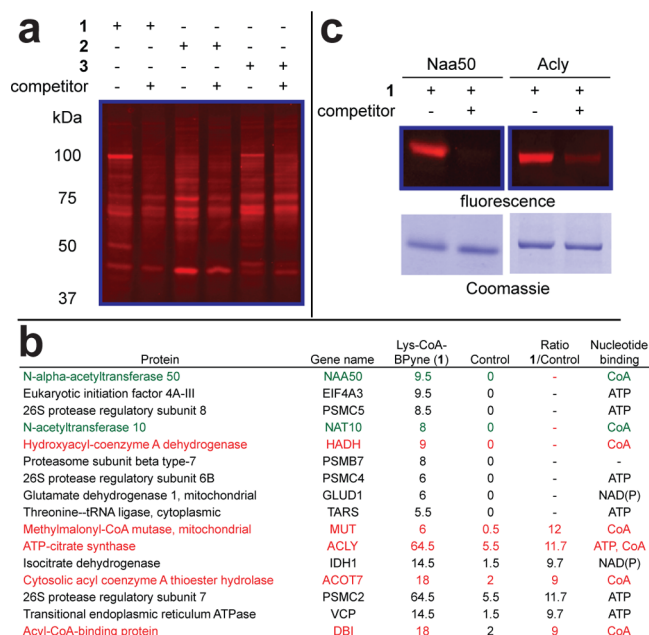 a
1 + + - - - -
2 - - + + - -
3 - - - - + +
competitor - + - + - +
kDa
100
75
50
37
c
Naa50 Acly
1 + + + +
competitor - + - +
fluorescence
Coomassie
b
Protein Gene name Lys-CoA-BPyne (1) Control Ratio 1/Control Nucleotide binding
N-alpha-acetyltransferase 50 NAA50 9.5 0 - CoA
Eukaryotic initiation factor 4A-III EIF4A3 9.5 0 - ATP
26S protease regulatory subunit 8 PSMC5 8.5 0 - ATP
N-acetyltransferase 10 NAT10 8 0 - CoA
Hydroxyacyl-coenzyme A dehydrogenase HADH 9 0 - CoA
Proteasome subunit beta type-7 PSMB7 8 0 - -
26S protease regulatory subunit 6B PSMC4 6 0 - ATP
Glutamate dehydrogenase 1, mitochondrial GLUD1 6 0 - NAD(P)
Threonine--tRNA ligase, cytoplasmic TARS 5.5 0 - ATP
Methylmalonyl-CoA mutase, mitochondrial MUT 6 0.5 12 CoA
ATP-citrate synthase ACLY 64.5 5.5 11.7 ATP, CoA
Isocitrate dehydrogenase IDH1 14.5 1.5 9.7 NAD(P)
Cytosolic acyl coenzyme A thioester hydrolase ACOT7 18 2 9 CoA
26S protease regulatory subunit 7 PSMC2 64.5 5.5 11.7 ATP
Transitional endoplasmic reticulum ATPase VCP 14.5 1.5 9.7 ATP
Acyl-CoA-binding protein DBI 18 2 9 CoA